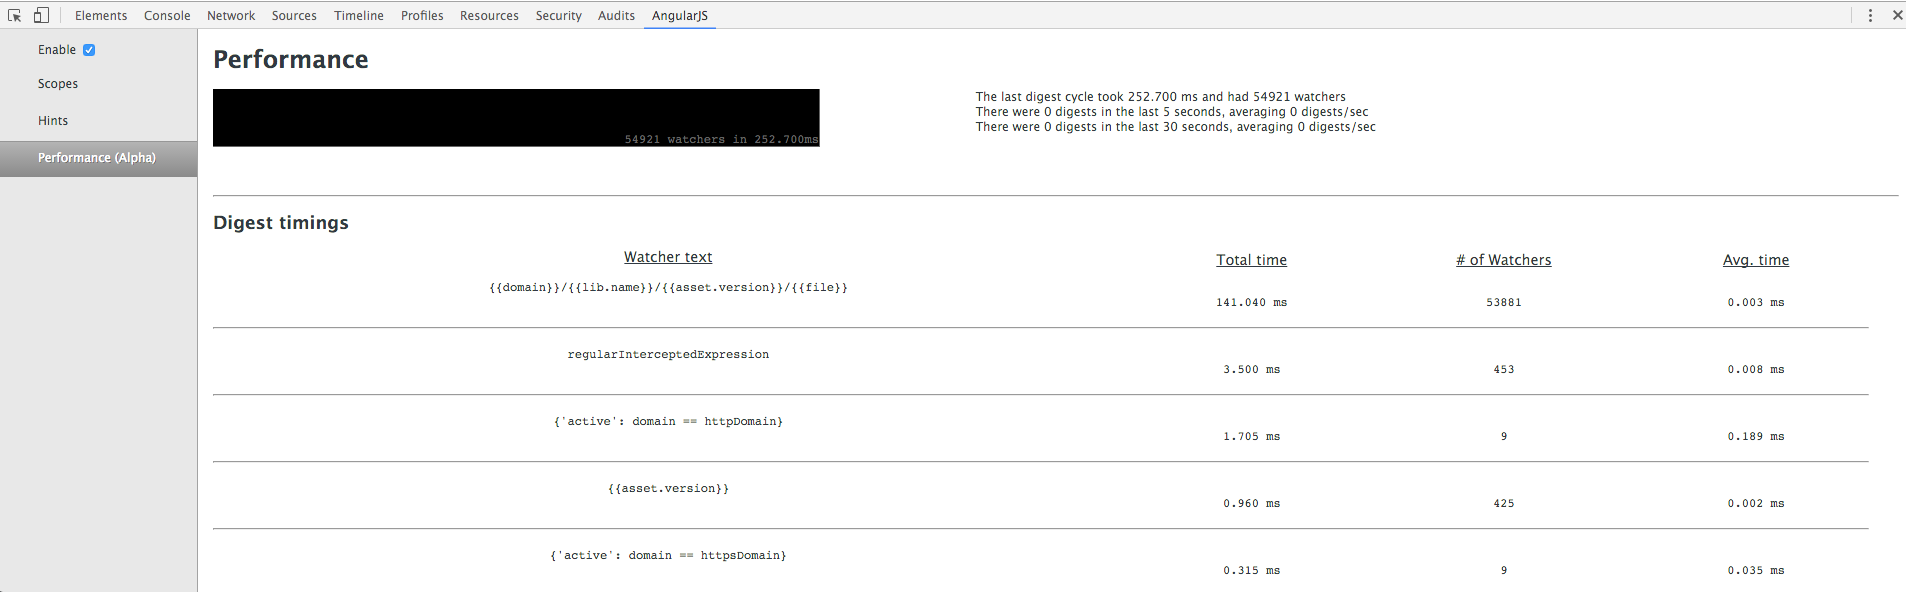 Elements Console Network Sources Timeline Profiles Resources Security Audits AngularJS
Enable
Scopes
Hints
Performance (Alpha)
Performance
54921 watchers in 252.700ms
The last digest cycle took 252.700 ms and had 54921 watchers
There were 0 digests in the last 5 seconds, averaging 0 digests/sec
There were 0 digests in the last 30 seconds, averaging 0 digests/sec
Digest timings
Watcher text Total time # of Watchers Avg. time
{{domain}}/{{lib.name}}/{{asset.version}}/{{file}}
141.040 ms 53881 0.003 ms
regularInterceptedExpression
3.500 ms 453 0.008 ms
{'active': domain == httpDomain}
1.705 ms 9 0.189 ms
{{asset.version}}
0.960 ms 425 0.002 ms
{'active': domain == httpsDomain}
0.315 ms 9 0.035 ms